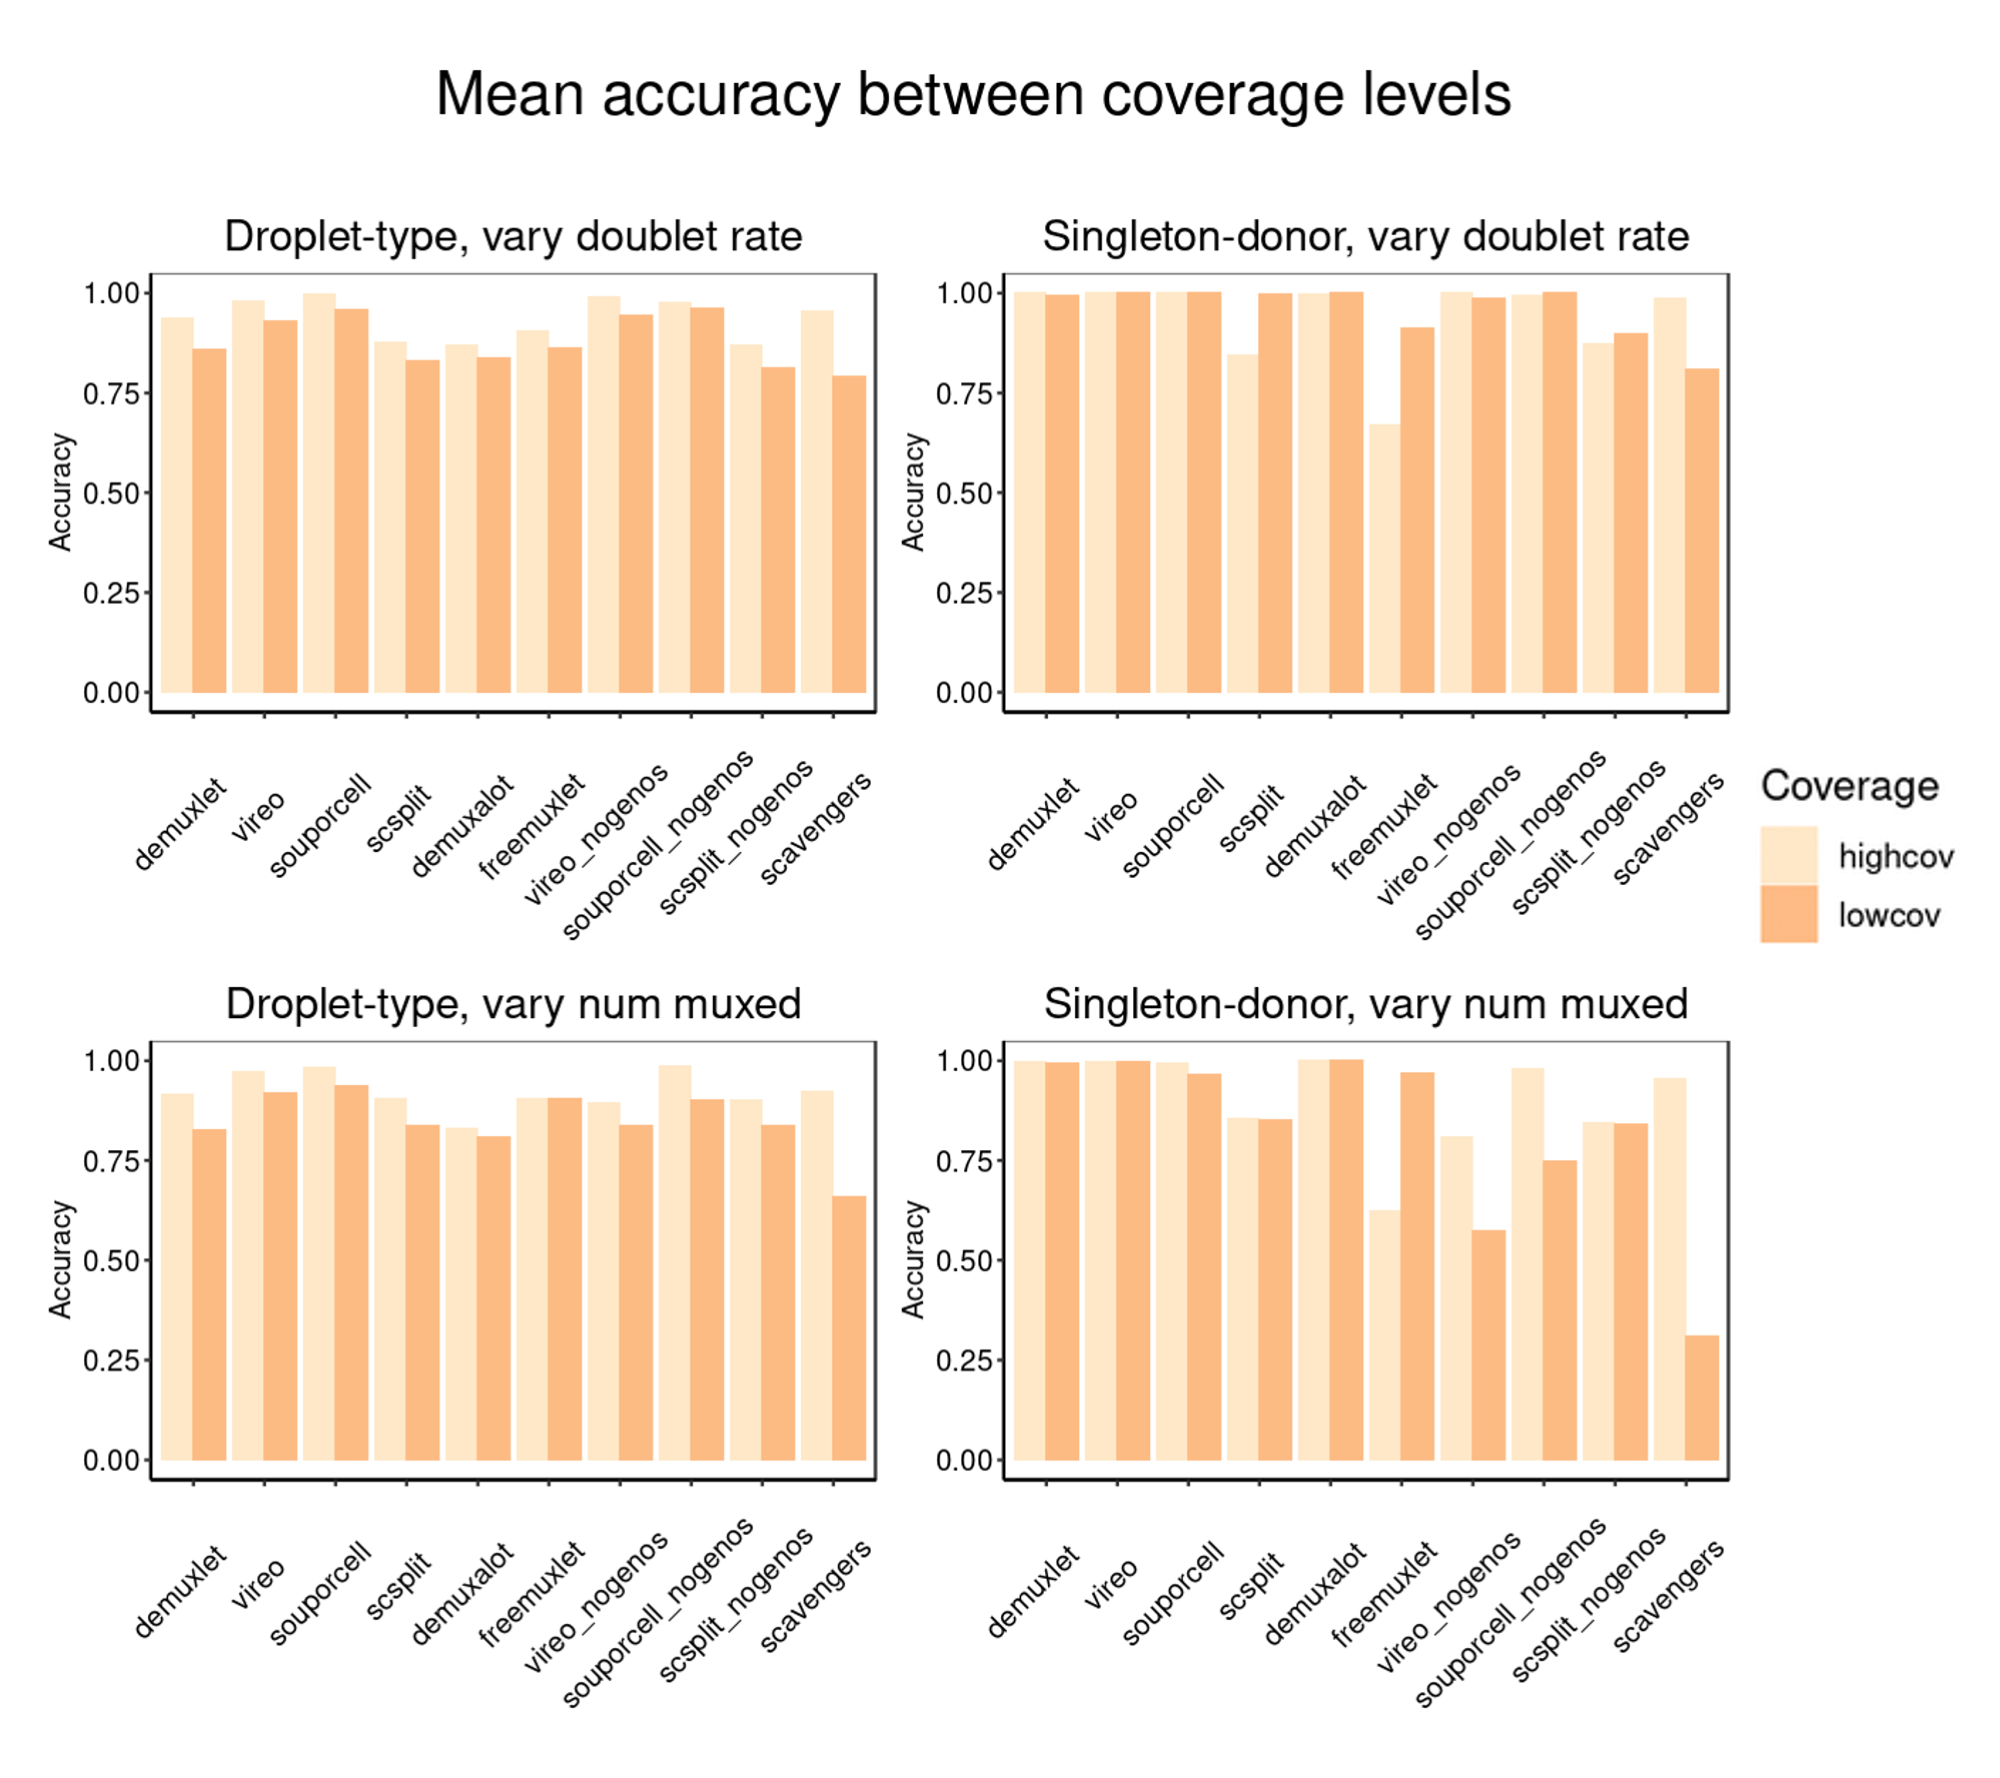 Mean accuracy between coverage levels
Droplet-type, vary doublet rate
Accuracy
1.00
0.75
0.50
0.25
0.00
demuxlet
vireo
souporcell
scsplit
demuxalot
freemuxlet
vireo_nogenos
souporcell_nogenos
scsplit_nogenos
scavengers
Singleton-donor, vary doublet rate
Accuracy
1.00
0.75
0.50
0.25
0.00
demuxlet
vireo
souporcell
scsplit
demuxalot
freemuxlet
vireo_nogenos
souporcell_nogenos
scsplit_nogenos
scavengers
Coverage
highcov
lowcov
Droplet-type, vary num muxed
Accuracy
1.00
0.75
0.50
0.25
0.00
demuxlet
vireo
souporcell
scsplit
demuxalot
freemuxlet
vireo_nogenos
souporcell_nogenos
scsplit_nogenos
scavengers
Singleton-donor, vary num muxed
Accuracy
1.00
0.75
0.50
0.25
0.00
demuxlet
vireo
souporcell
scsplit
demuxalot
freemuxlet
vireo_nogenos
souporcell_nogenos
scsplit_nogenos
scavengers